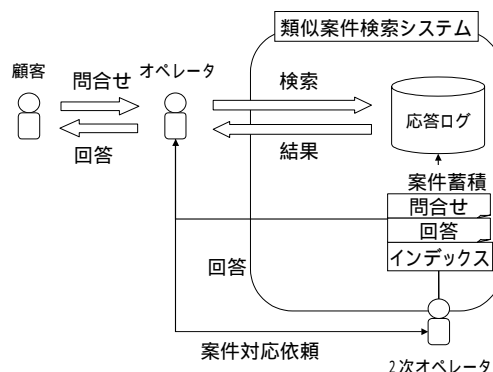 類似案件検索システム
顧客
問合せ
オペレータ
検索
応答ログ
回答
結果
案件蓄積
問合せ
回答
インデックス
回答
案件対応依頼
2次オペレータ